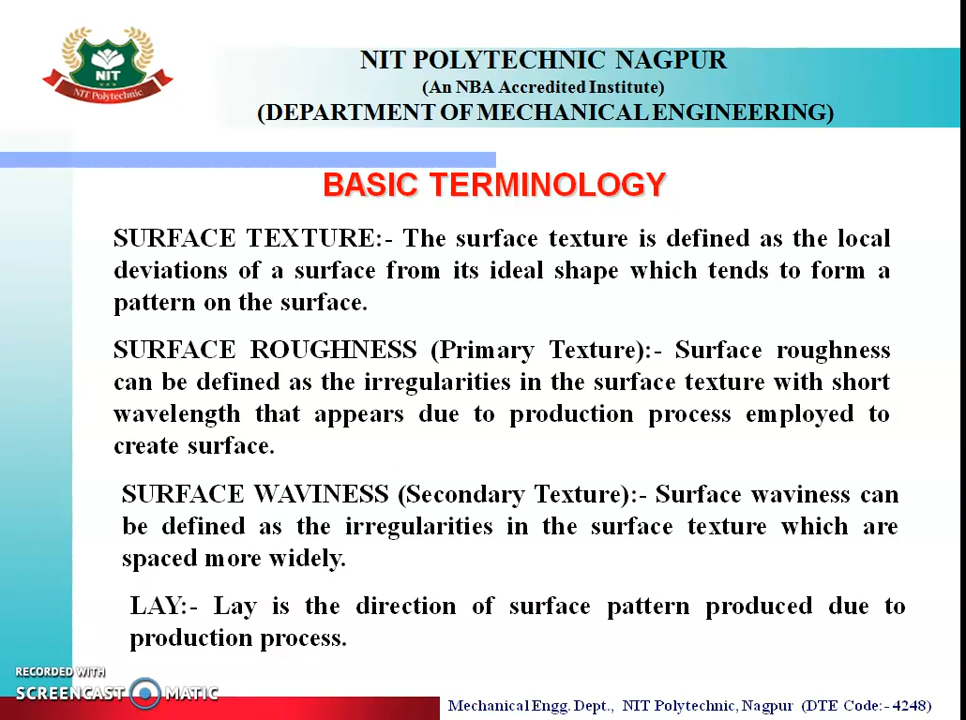 NIT
NIT Polytechnic
NIT POLYTECHNIC NAGPUR
(An NBA Accredited Institute)
(DEPARTMENT OF MECHANICAL ENGINEERING)
BASIC TERMINOLOGY
SURFACE TEXTURE:- The surface texture is defined as the local
deviations of a surface from its ideal shape which tends to form a
pattern on the surface.
SURFACE ROUGHNESS (Primary Texture):- Surface roughness
can be defined as the irregularities in the surface texture with short
wavelength that appears due to production process employed to
create surface.
SURFACE WAVINESS (Secondary Texture):- Surface waviness can
be defined as the irregularities in the surface texture which are
spaced more widely.
LAY:- Lay is the direction of surface pattern produced due to
production process.
RECORDED WITH
SCREENCAST MATIC
Mechanical Engg. Dept., NIT Polytechnic, Nagpur (DTE Code:- 4248)